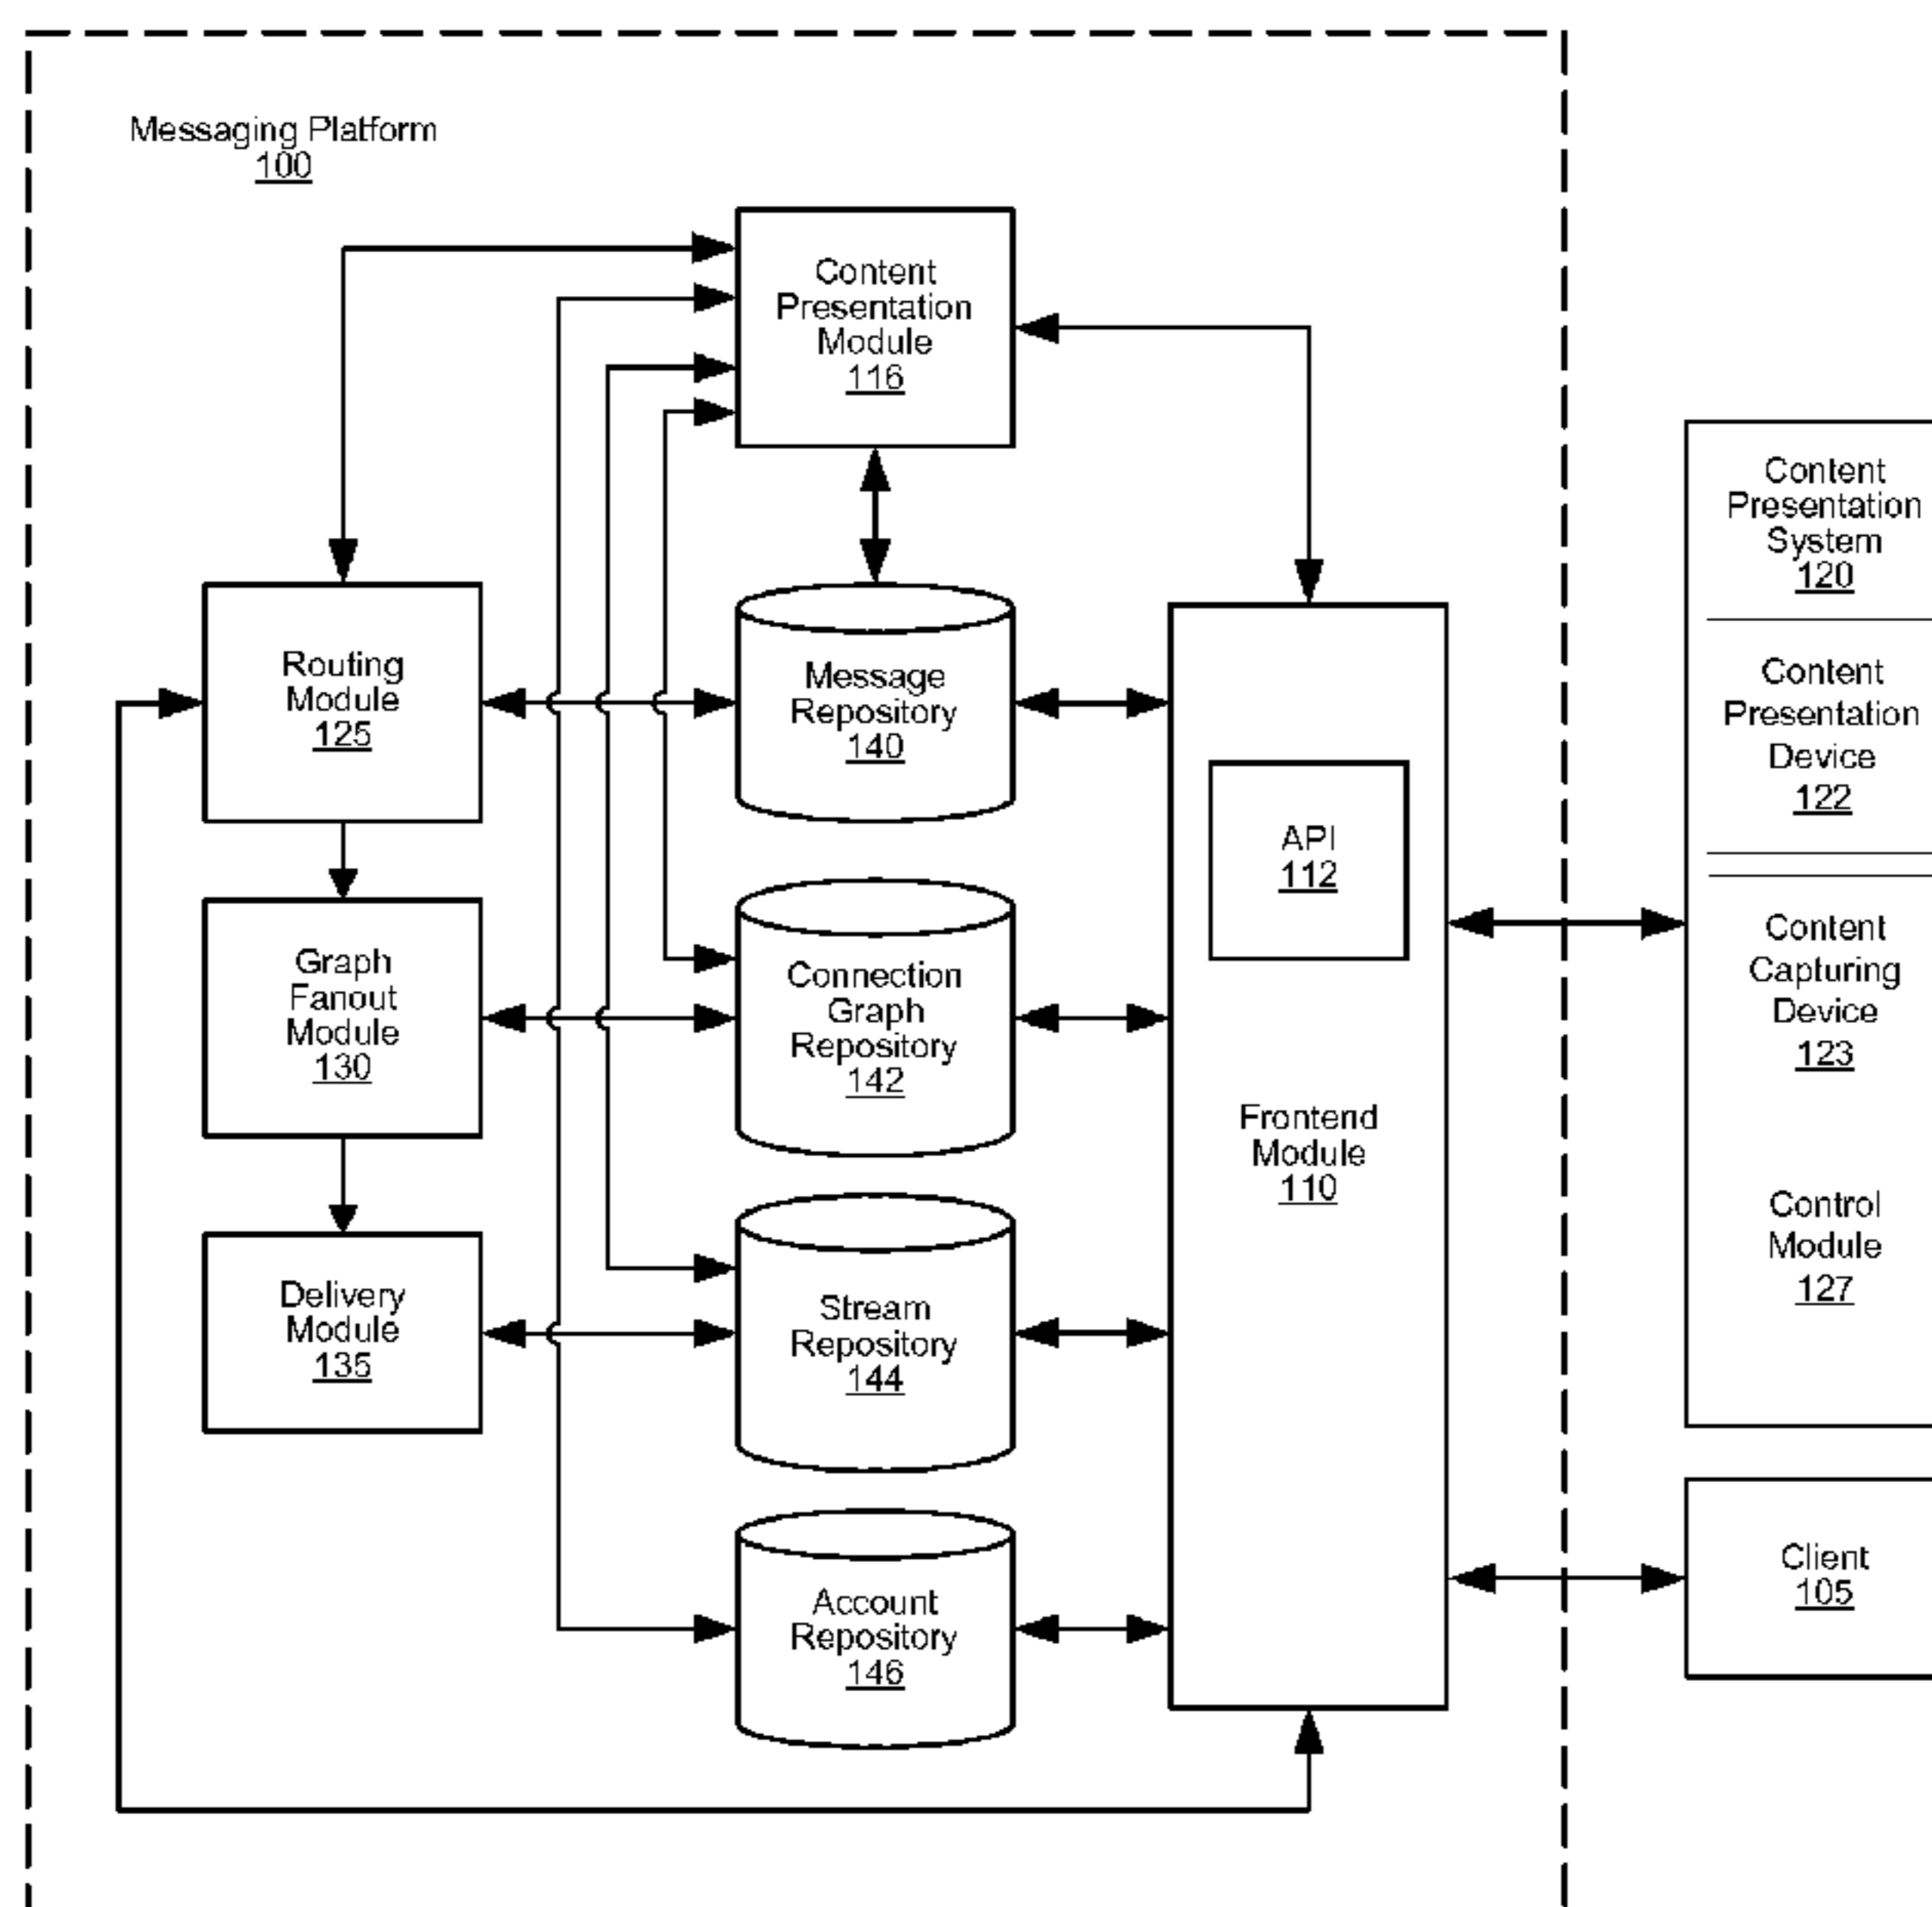 Messaging Platform
100
Content
Presentation
Module
116
Routing
Module
125
Message
Repository
140
Graph
Fanout
Module
130
Connection
Graph
Repository
142
Delivery
Module
135
Stream
Repository
144
Account
Repository
146
API
112
Frontend
Module
110
Content
Presentation
System
120
Content
Presentation
Device
122
Content
Capturing
Device
123
Control
Module
127
Client
105